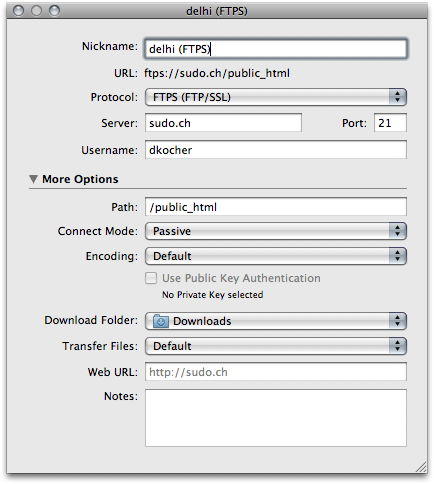 delhi (FTPS)
Nickname: delhi (FTPS)
URL: ftps://sudo.ch/public_html
Protocol: FTPS (FTP/SSL)
Server: sudo.ch Port: 21
Username: dkocher
More Options
Path: /public_html
Connect Mode: Passive
Encoding: Default
Use Public Key Authentication
No Private Key selected
Download Folder: Downloads
Transfer Files: Default
Web URL: http://sudo.ch
Notes: